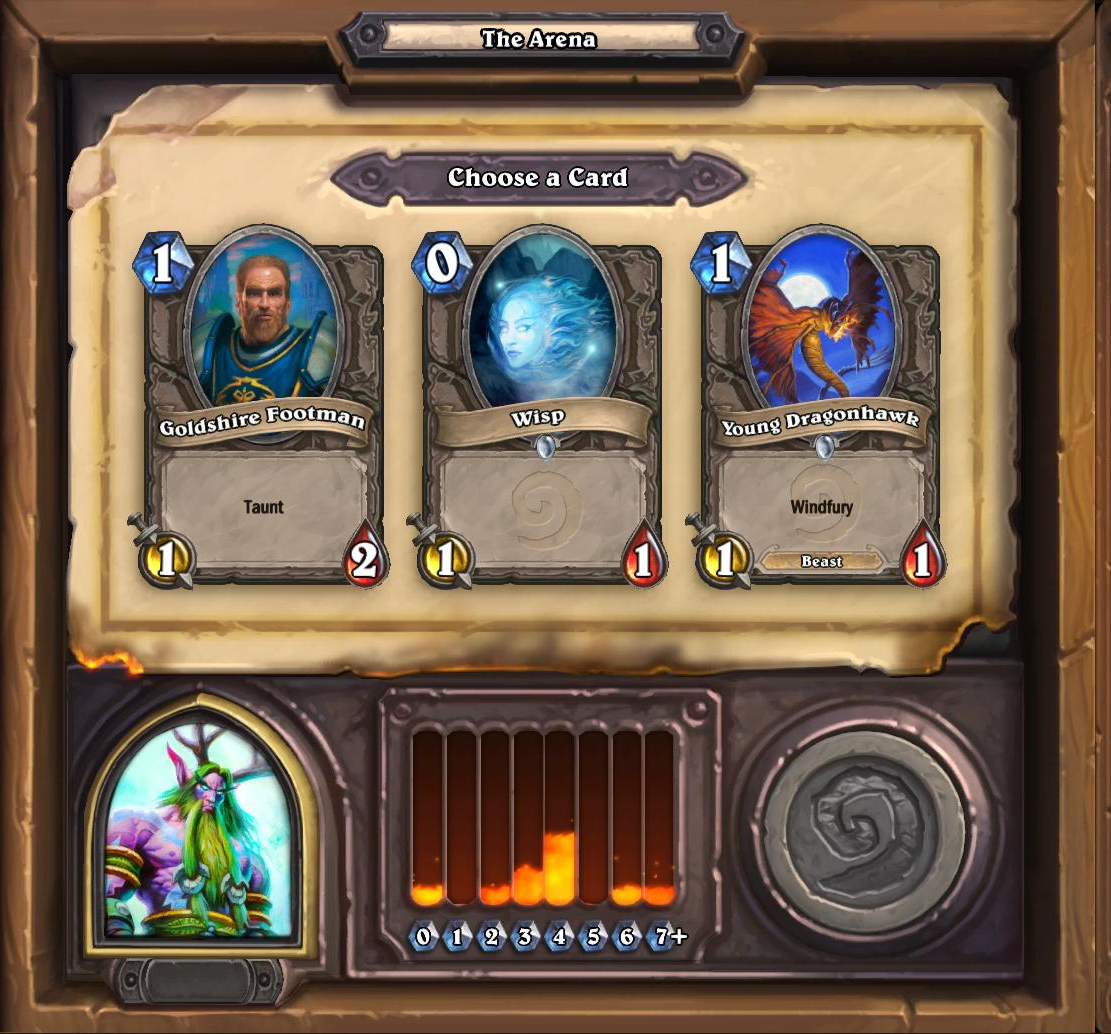 The Arena
Choose a Card
1
0
1
Goldshire Footman
Wisp
Young Dragonhawk
Taunt
Windfury
1
2
1
1
1
Beast
1
0 1 2 3 4 5 6 7+